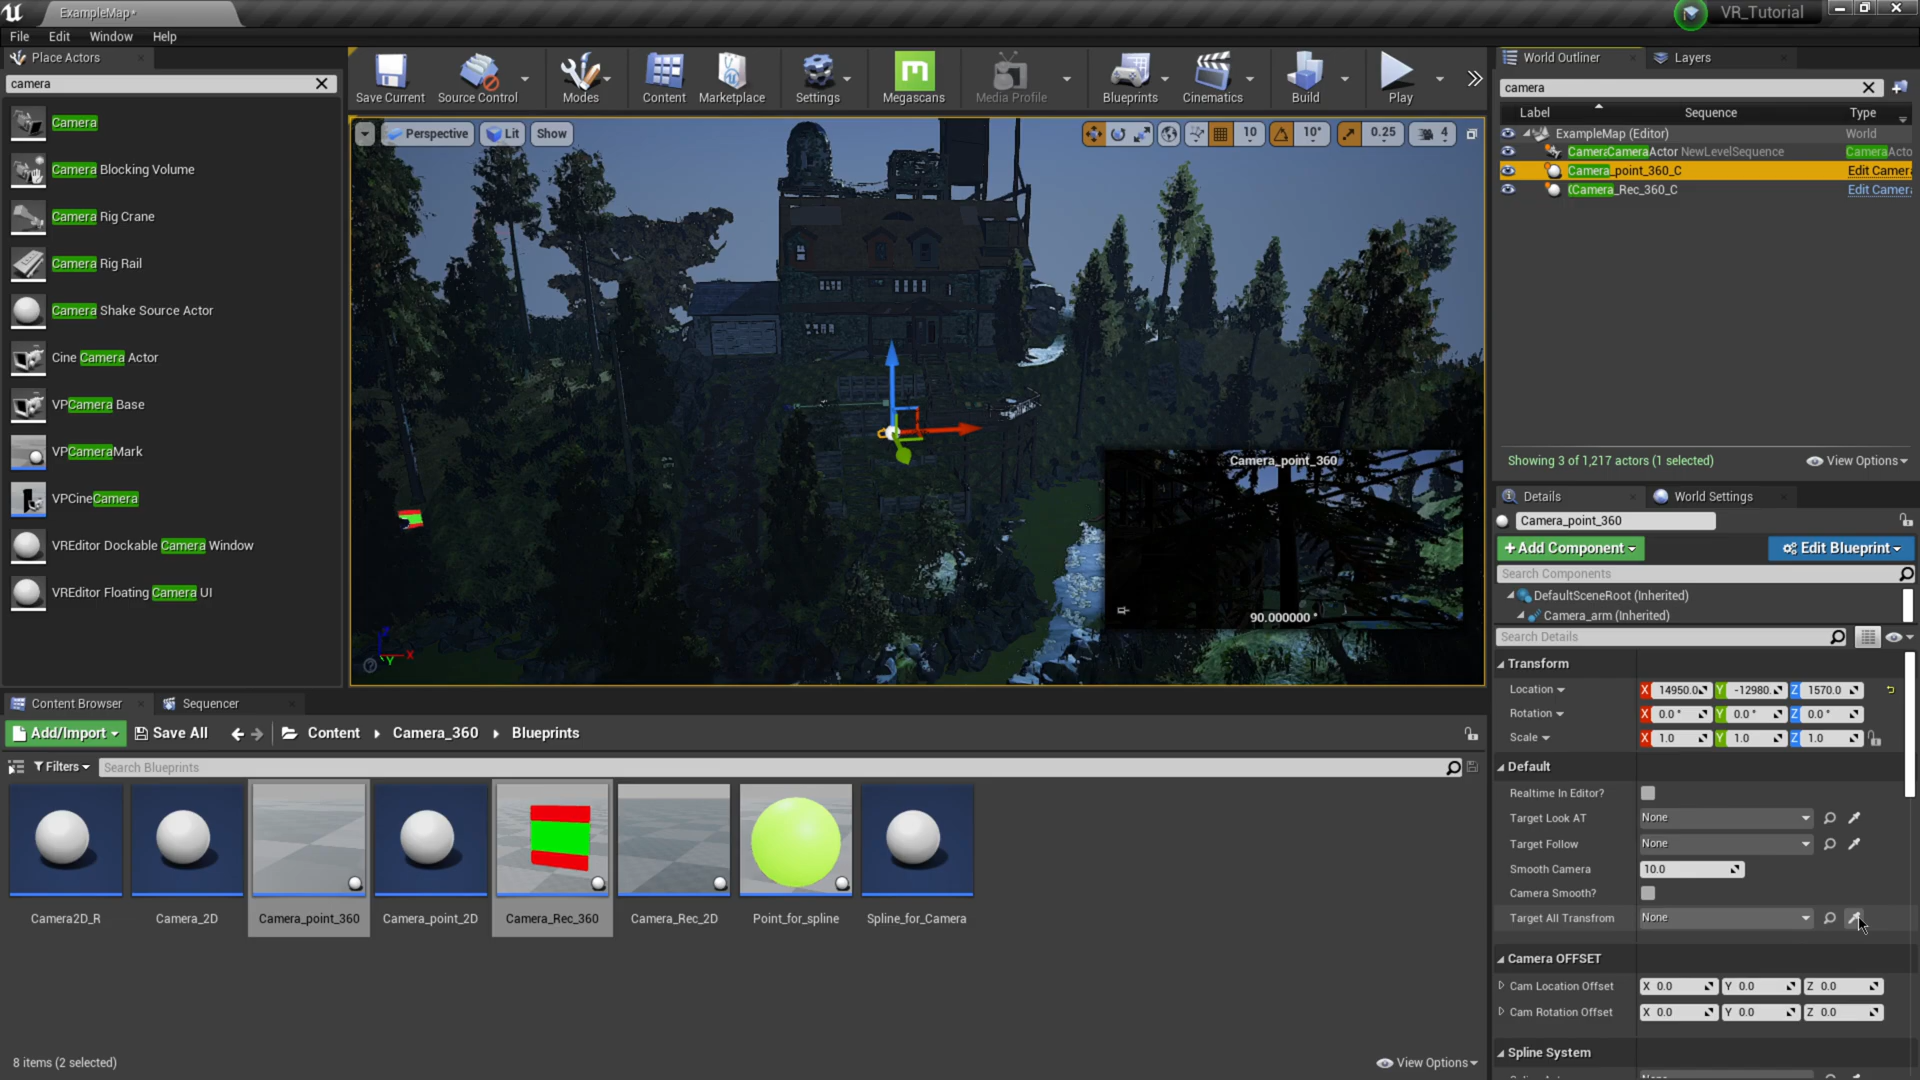 ExampleMap*
VR_Tutorial
File Edit Window Help
Place Actors
camera
Camera
Camera Blocking Volume
Camera Rig Crane
Camera Rig Rail
Camera Shake Source Actor
Cine Camera Actor
VPCamera Base
VPCameraMark
VPCineCamera
VREditor Dockable Camera Window
VREditor Floating Camera UI
Save Current Source Control Modes Content Marketplace Settings Megascans Media Profile Blueprints Cinematics Build Play
Perspective Lit Show
10 10° 0.25 4
Camera_point_360
90.000000 °
Z
X
Y
World Outliner Layers
camera
Label Sequence Type
ExampleMap (Editor) World
CameraCameraActor NewLevelSequence CameraActo
Camera_point_360_C Edit Camera
(Camera_Rec_360_C Edit Camera
Showing 3 of 1,217 actors (1 selected) View Options
Details World Settings
Camera_point_360
+Add Component Edit Blueprint
Search Components
DefaultSceneRoot (Inherited)
Camera_arm (Inherited)
Search Details
Transform
Location X 14950.0 Y -12980. Z 1570.0
Rotation X 0.0 ° Y 0.0 ° Z 0.0 °
Scale X 1.0 Y 1.0 Z 1.0
Default
Realtime In Editor?
Target Look AT None
Target Follow None
Smooth Camera 10.0
Camera Smooth?
Target All Transfrom None
Camera OFFSET
Cam Location Offset X 0.0 Y 0.0 Z 0.0
Cam Rotation Offset X 0.0 Y 0.0 Z 0.0
Spline System
Content Browser Sequencer
Add/Import Save All Content Camera_360 Blueprints
Filters Search Blueprints
Camera2D_R Camera_2D Camera_point_360 Camera_point_2D Camera_Rec_360 Camera_Rec_2D Point_for_spline Spline_for_Camera
8 items (2 selected) View Options